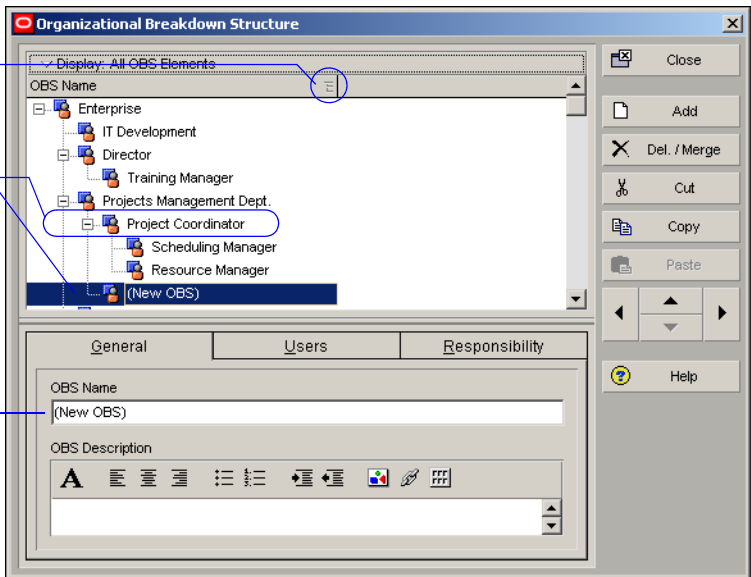 Organizational Breakdown Structure
Display: All OBS Elements
OBS Name
Enterprise
IT Development
Director
Training Manager
Projects Management Dept.
Project Coordinator
Scheduling Manager
Resource Manager
(New OBS)
Close
Add
Del. / Merge
Cut
Copy
Paste
Help
General
Users
Responsibility
OBS Name
(New OBS)
OBS Description
A